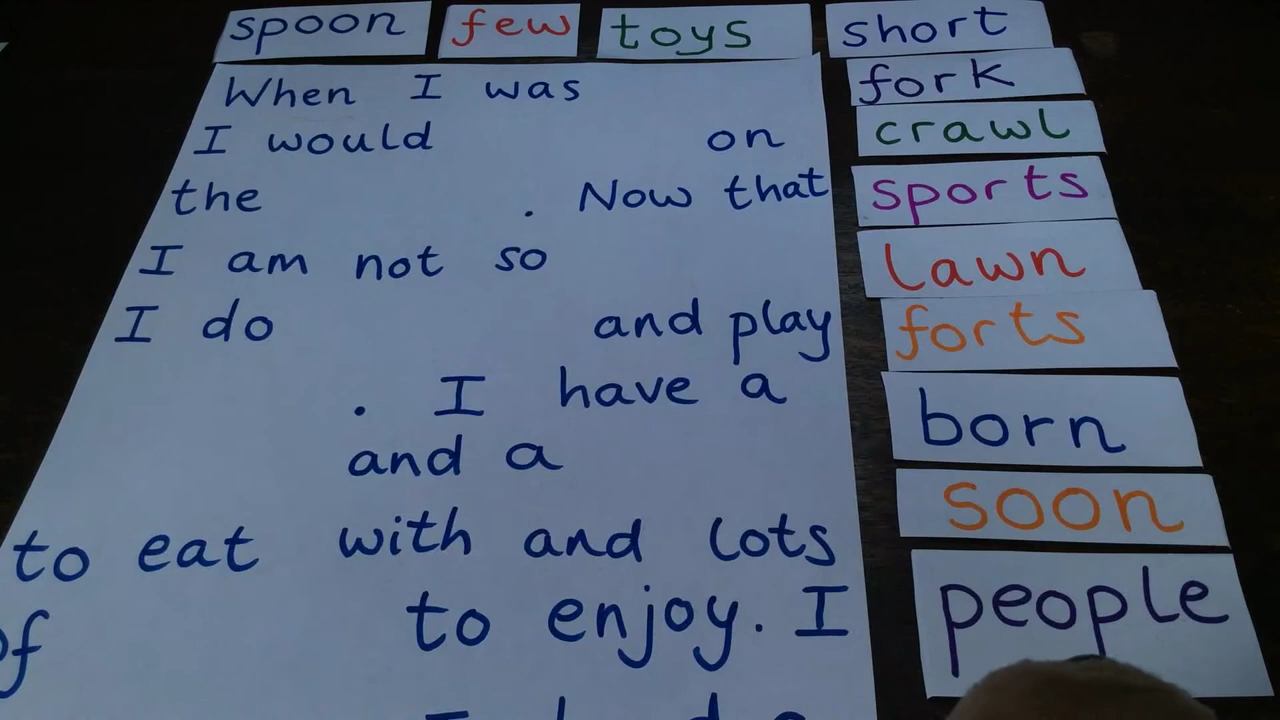 spoon few toys short
fork
crawl
sports
lawn
forts
born
soon
people
When I was
I would on
the . Now that
I am not so
I do and play
. I have a
and a
to eat with and lots
of to enjoy. I